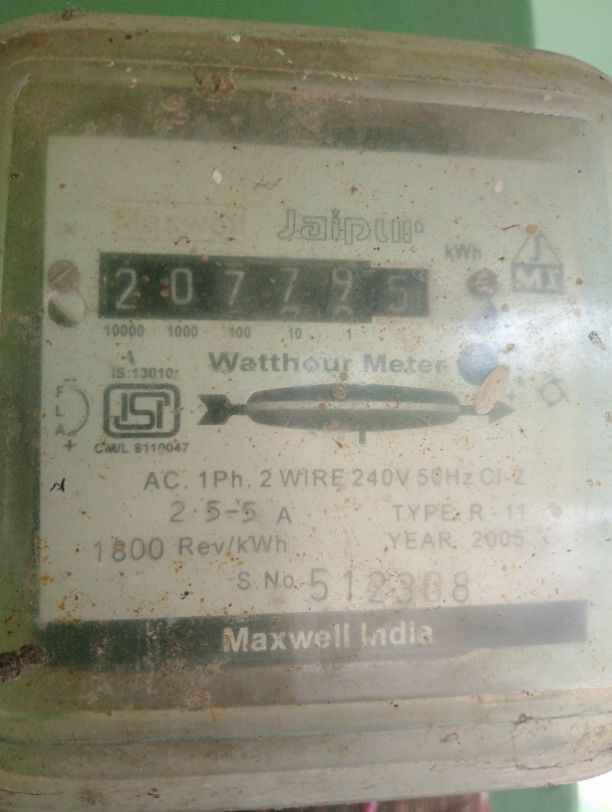 Maxwell Jaipur
kWh
J
MI
2 0 7 7 9 5
10000 1000 100 10 1
Watthour Meter
IS:13010
F
L
A
ISI
CM/L 8110047
AC. 1Ph. 2 WIRE 240V 50Hz Cl-2
2.5-5 A TYPE. R-11
1800 Rev/kWh YEAR. 2005
S No. 512308
Maxwell India